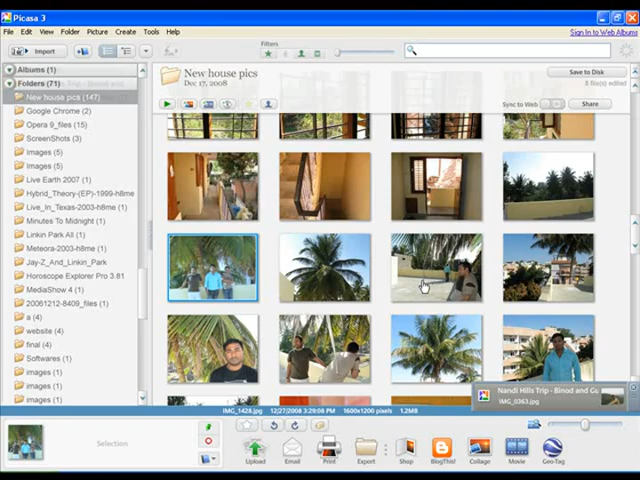 Picasa 3
File Edit View Folder Picture Create Tools Help
Sign In to Web Albums
Import
Filters
Albums (1)
Folders (71)
New house pics (147)
Google Chrome (2)
Opera 9_files (15)
ScreenShots (3)
Images (5)
Images (5)
Live Earth 2007 (1)
Hybrid_Theory-(EP)-1999-h8me
Live_In_Texas-2003-h8me (1)
Minutes To Midnight (1)
Linkin Park All (1)
Meteora-2003-h8me (1)
Jay-Z_And_Linkin_Park
Horoscope Explorer Pro 3.81
MediaShow 4 (1)
20061212-8409_files (1)
a (4)
website (4)
final (4)
Softwares (1)
images (1)
images (1)
images (1)
New house pics
Dec 17, 2008
Save to Disk
8 file(s) edited
Sync to Web
Share
Nandi Hills Trip - Binod and Gu
IMG_0363.jpg
IMG_1428.jpg 12/27/2008 3:29:08 PM 1600x1200 pixels 1.2MB
Selection
Upload
Email
Print
Export
Shop
BlogThis!
Collage
Movie
Geo-Tag